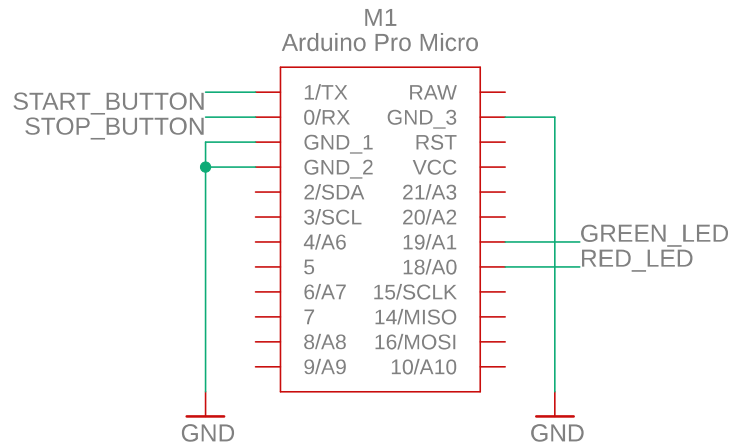 M1
Arduino Pro Micro
START_BUTTON
STOP_BUTTON
1/TX RAW
0/RX GND_3
GND_1 RST
GND_2 VCC
2/SDA 21/A3
3/SCL 20/A2
4/A6 19/A1
5 18/A0
6/A7 15/SCLK
7 14/MISO
8/A8 16/MOSI
9/A9 10/A10
GREEN_LED
RED_LED
GND
GND